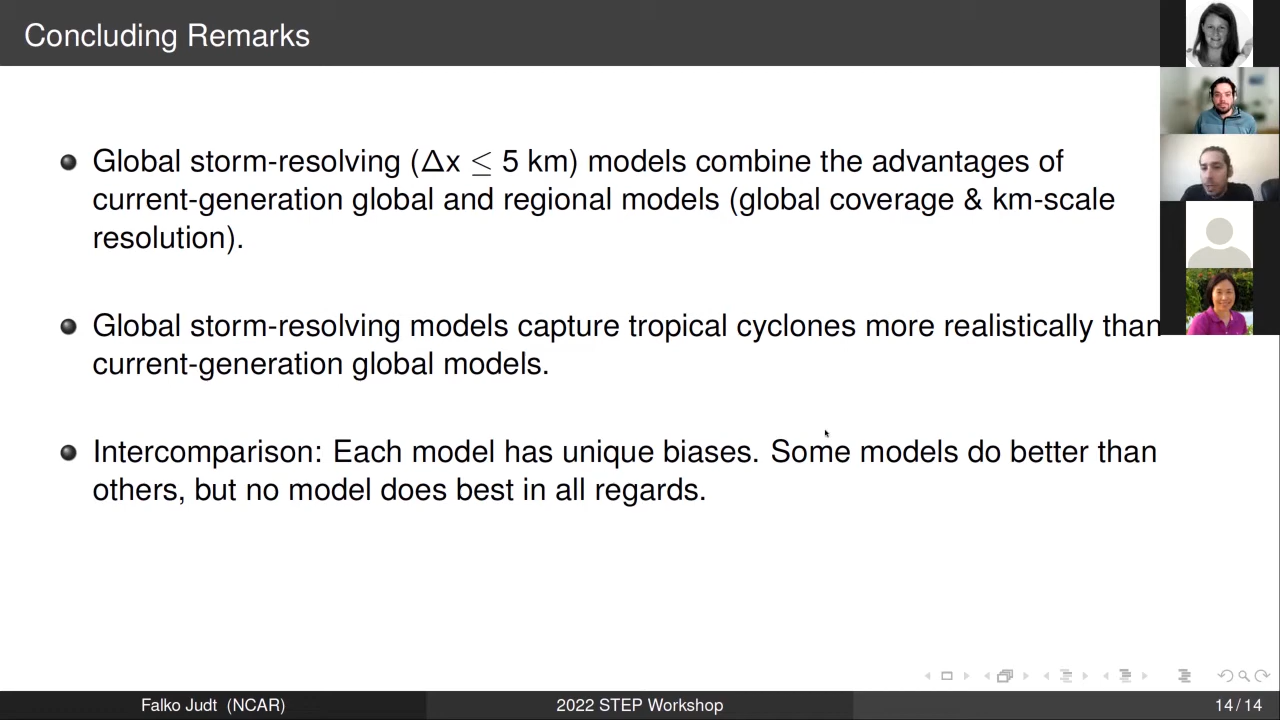 Concluding Remarks
Global storm-resolving (Δx ≤ 5 km) models combine the advantages of
current-generation global and regional models (global coverage & km-scale
resolution).
Global storm-resolving models capture tropical cyclones more realistically than
current-generation global models.
Intercomparison: Each model has unique biases. Some models do better than
others, but no model does best in all regards.
Falko Judt (NCAR)
2022 STEP Workshop
14 / 14